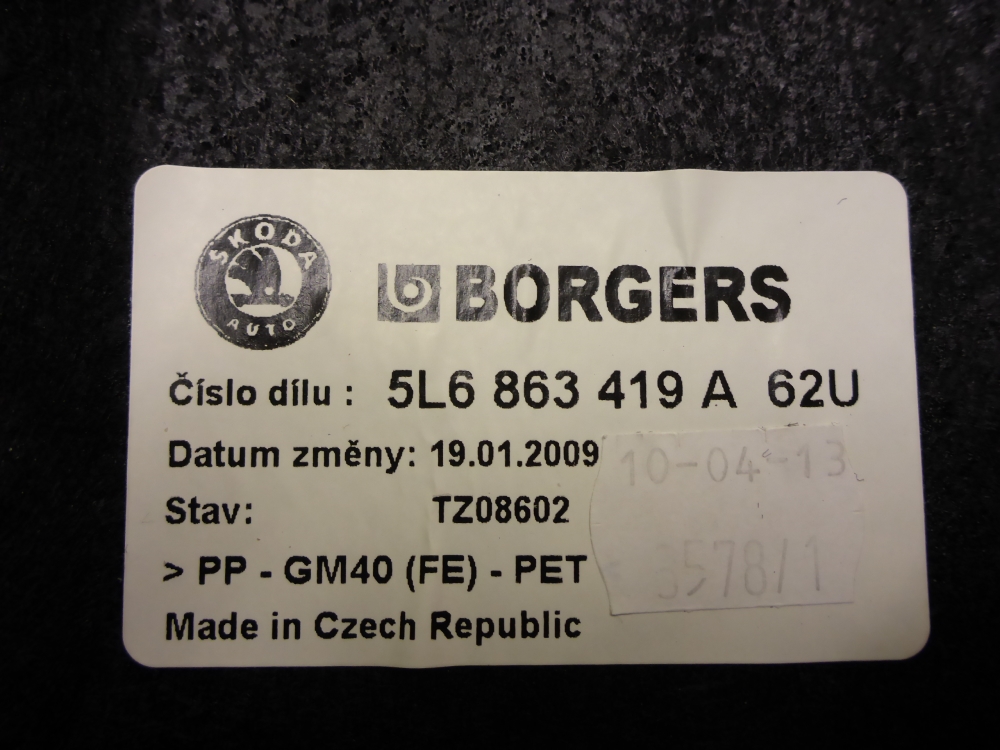 ŠKODA
AUTO
BORGERS
Číslo dílu : 5L6 863 419 A 62U
Datum změny: 19.01.2009
10-04-13
Stav: TZ08602
3578/1
> PP - GM40 (FE) - PET
Made in Czech Republic